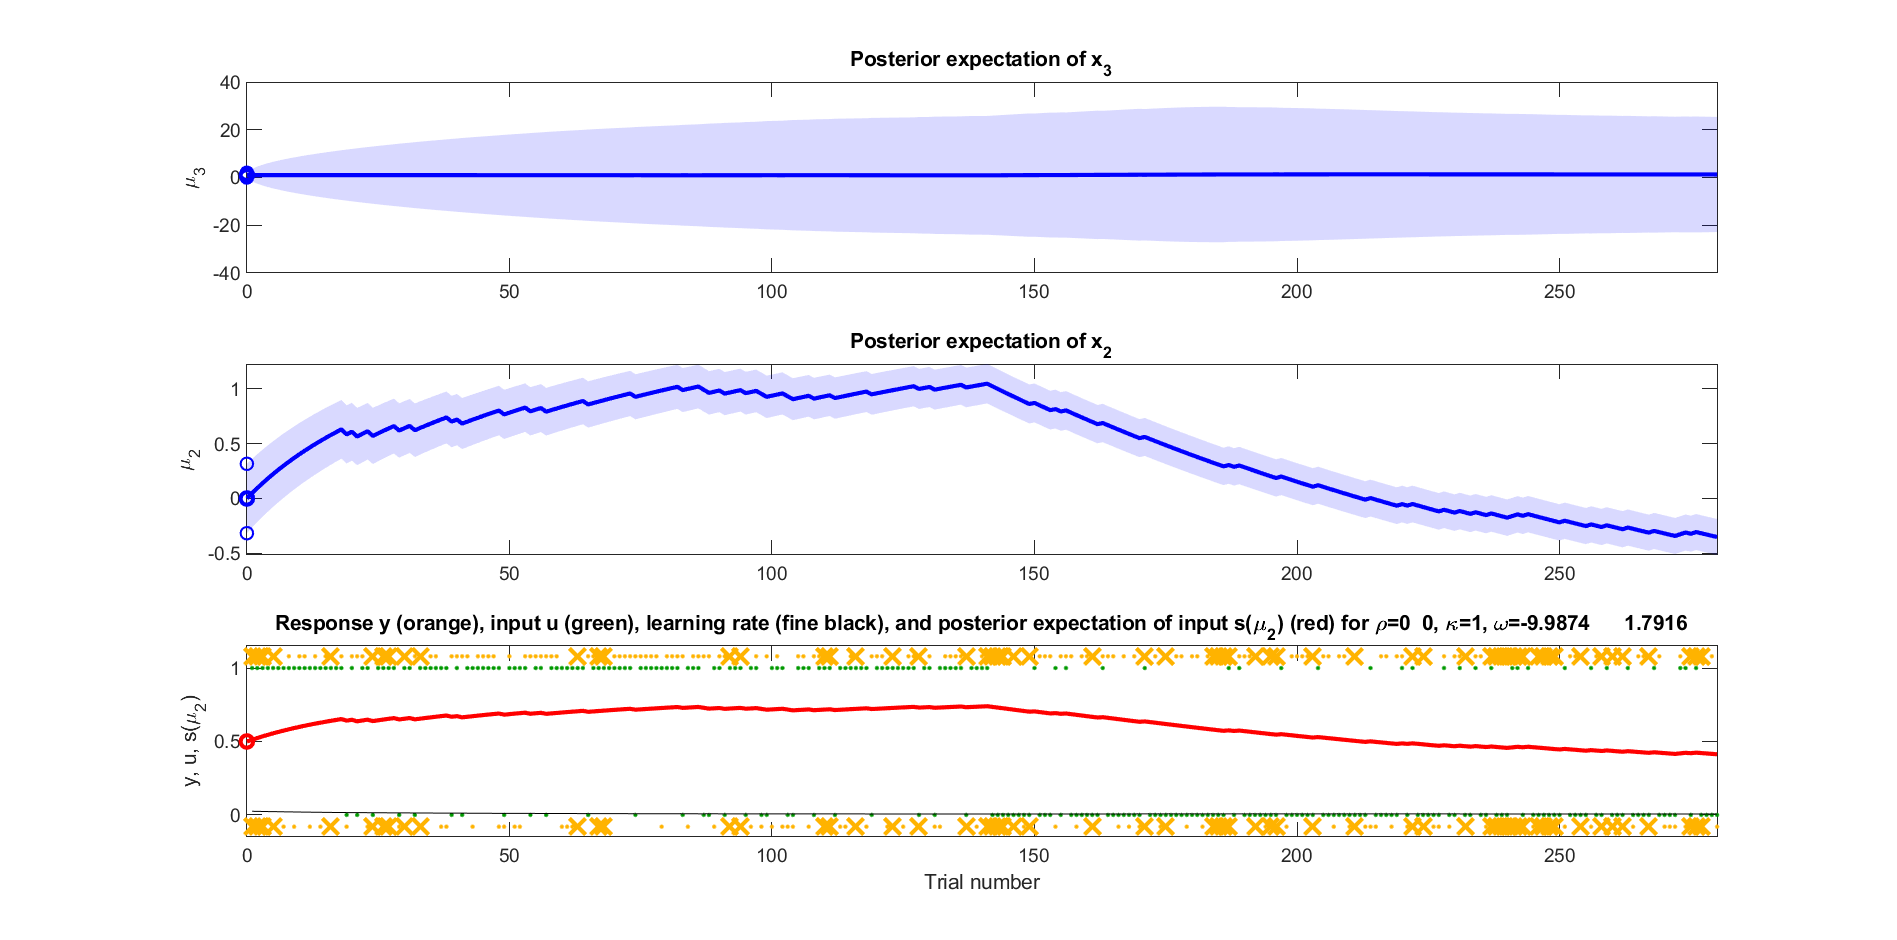 Posterior expectation of x3
40
20
0
-20
-40
μ3
0 50 100 150 200 250
Posterior expectation of x2
1
0.5
0
-0.5
μ2
0 50 100 150 200 250
Response y (orange), input u (green), learning rate (fine black), and posterior expectation of input s(μ2) (red) for ρ=0 0, κ=1, ω=-9.9874 1.7916
1
0.5
0
y, u, s(μ2)
0 50 100 150 200 250
Trial number